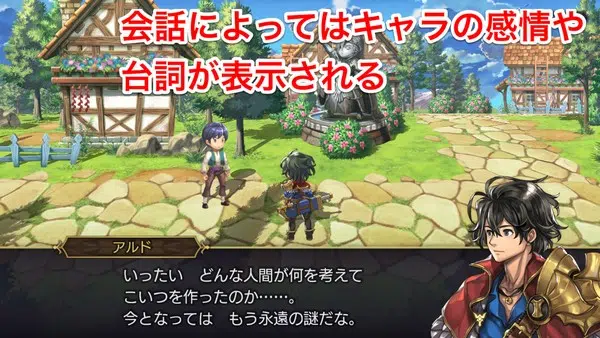 会話によってはキャラの感情や
台詞が表示される
アルド
いったい　どんな人間が何を考えて
こいつを作ったのか……。
今となっては　もう永遠の謎だな。